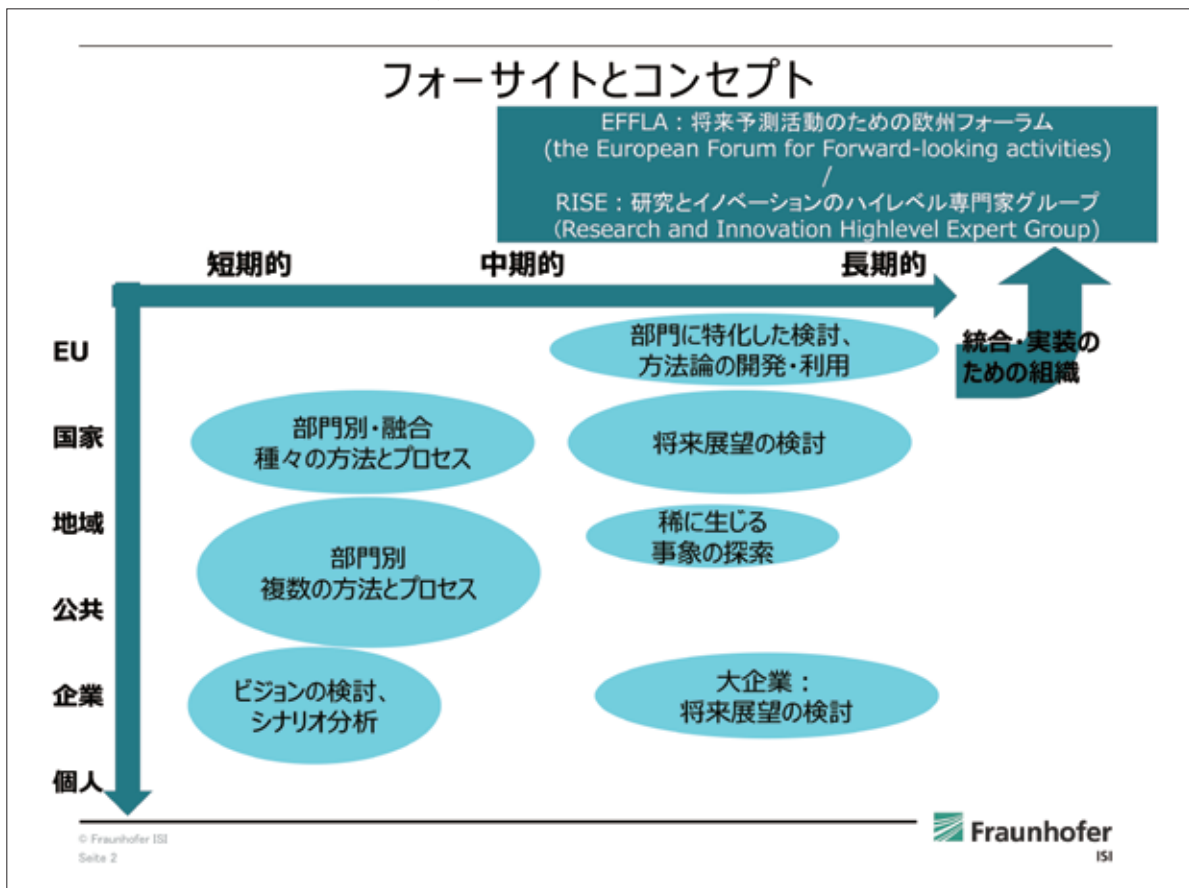 フォーサイトとコンセプト
EFFLA：将来予測活動のための欧州フォーラム
(the European Forum for Forward-looking activities)
/
RISE：研究とイノベーションのハイレベル専門家グループ
(Research and Innovation Highlevel Expert Group)
短期的
中期的
長期的
EU
部門に特化した検討、
方法論の開発・利用
統合・実装の
ための組織
国家
部門別・融合
種々の方法とプロセス
将来展望の検討
地域
稀に生じる
事象の探索
部門別
複数の方法とプロセス
公共
企業
ビジョンの検討、
シナリオ分析
大企業：
将来展望の検討
個人
© Fraunhofer ISI
Seite 2
Fraunhofer
ISI